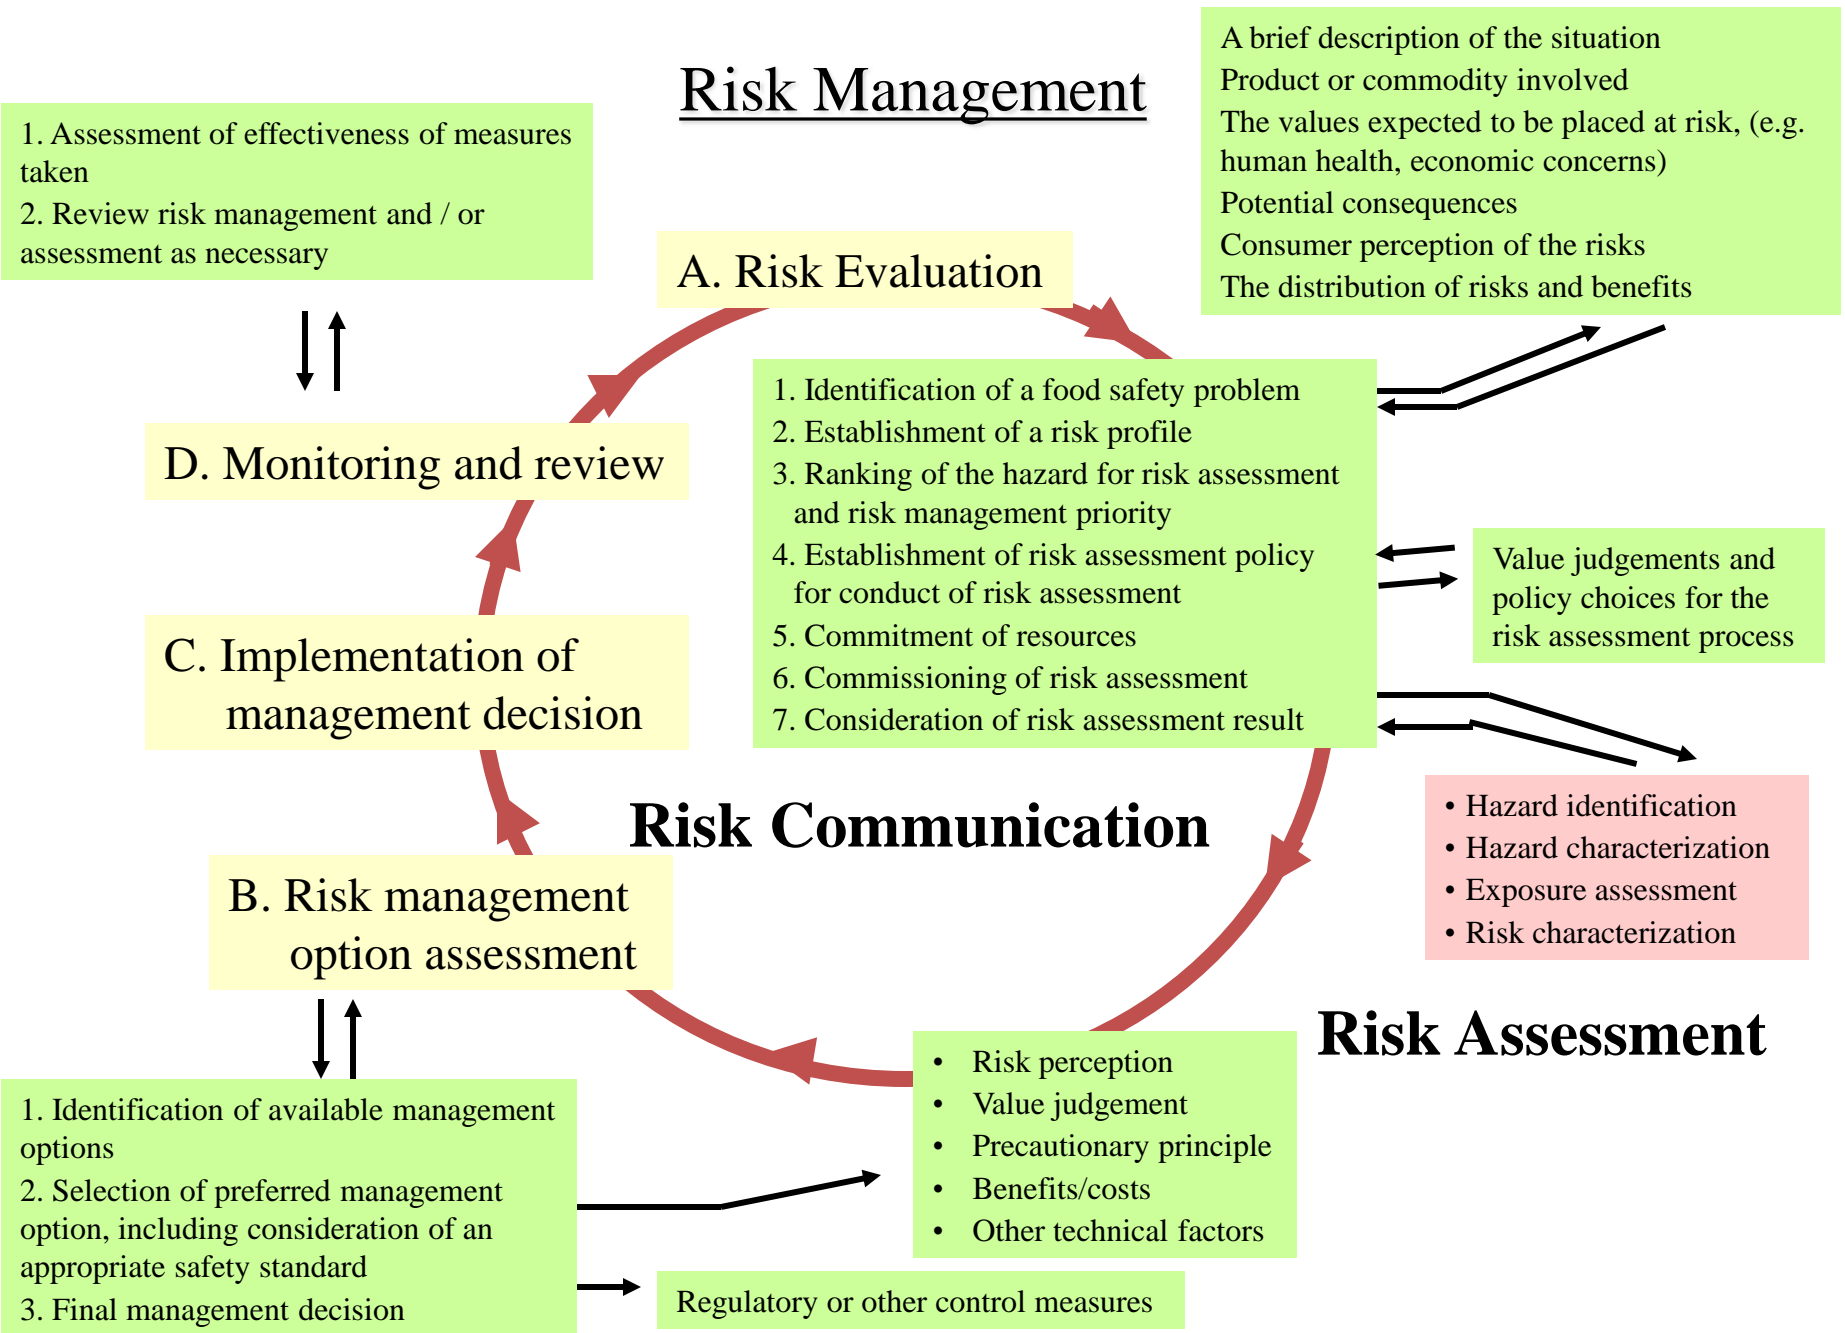 Risk Management
A brief description of the situation
Product or commodity involved
The values expected to be placed at risk, (e.g.
human health, economic concerns)
Potential consequences
Consumer perception of the risks
The distribution of risks and benefits
1. Assessment of effectiveness of measures
taken
2. Review risk management and / or
assessment as necessary
A. Risk Evaluation
1. Identification of a food safety problem
2. Establishment of a risk profile
3. Ranking of the hazard for risk assessment
and risk management priority
4. Establishment of risk assessment policy
for conduct of risk assessment
5. Commitment of resources
6. Commissioning of risk assessment
7. Consideration of risk assessment result
D. Monitoring and review
Value judgements and
policy choices for the
risk assessment process
C. Implementation of
management decision
Risk Communication
• Hazard identification
• Hazard characterization
• Exposure assessment
• Risk characterization
B. Risk management
option assessment
Risk Assessment
• Risk perception
• Value judgement
• Precautionary principle
• Benefits/costs
• Other technical factors
1. Identification of available management
options
2. Selection of preferred management
option, including consideration of an
appropriate safety standard
3. Final management decision
Regulatory or other control measures